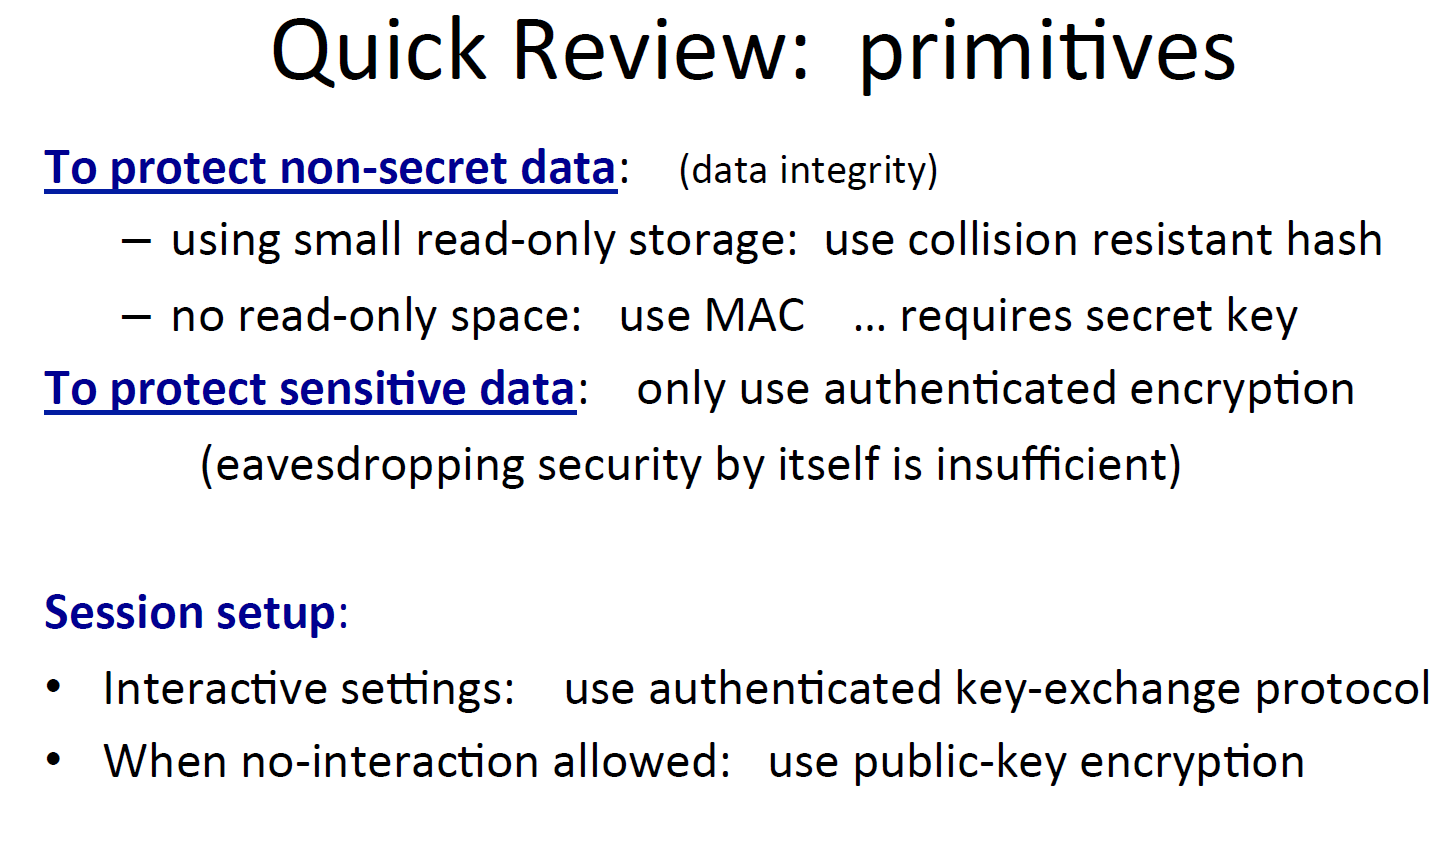 Quick Review: primitives
To protect non-secret data: (data integrity)
– using small read-only storage: use collision resistant hash
– no read-only space: use MAC … requires secret key
To protect sensitive data: only use authenticated encryption
(eavesdropping security by itself is insufficient)
Session setup:
• Interactive settings: use authenticated key-exchange protocol
• When no-interaction allowed: use public-key encryption